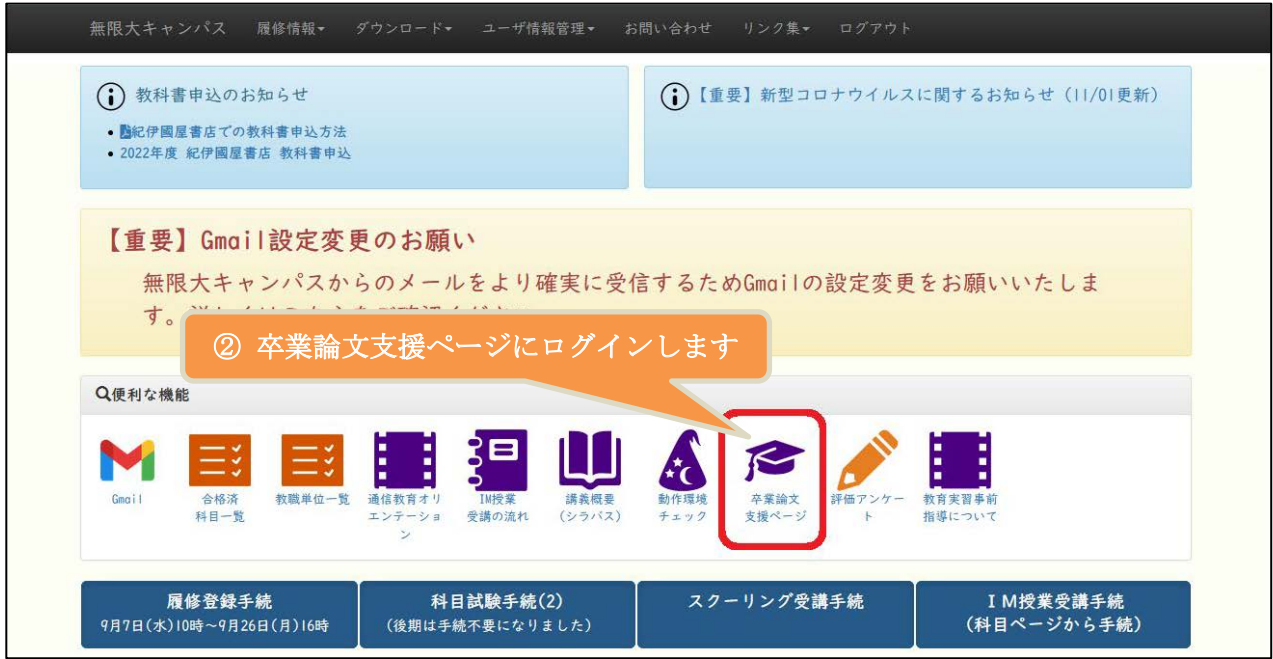 無限大キャンパス 履修情報 ダウンロード ユーザ情報管理 お問い合わせ リンク集 ログアウト
教科書申込のお知らせ
紀伊國屋書店での教科書申込方法
2022年度 紀伊國屋書店 教科書申込
【重要】新型コロナウイルスに関するお知らせ（11/01更新）
【重要】Gmail設定変更のお願い
無限大キャンパスからのメールをより確実に受信するためGmailの設定変更をお願いいたしま
す。
② 卒業論文支援ページにログインします
便利な機能
Gmail
合格済
科目一覧
教職単位一覧
通信教育オリ
エンテーショ
ン
IM授業
受講の流れ
講義概要
(シラバス)
動作環境
チェック
卒業論文
支援ページ
評価アンケー
ト
教育実習事前
指導について
履修登録手続
9月7日(水)10時～9月26日(月)16時
科目試験手続(2)
(後期は手続不要になりました)
スクーリング受講手続
ＩＭ授業受講手続
(科目ページから手続)